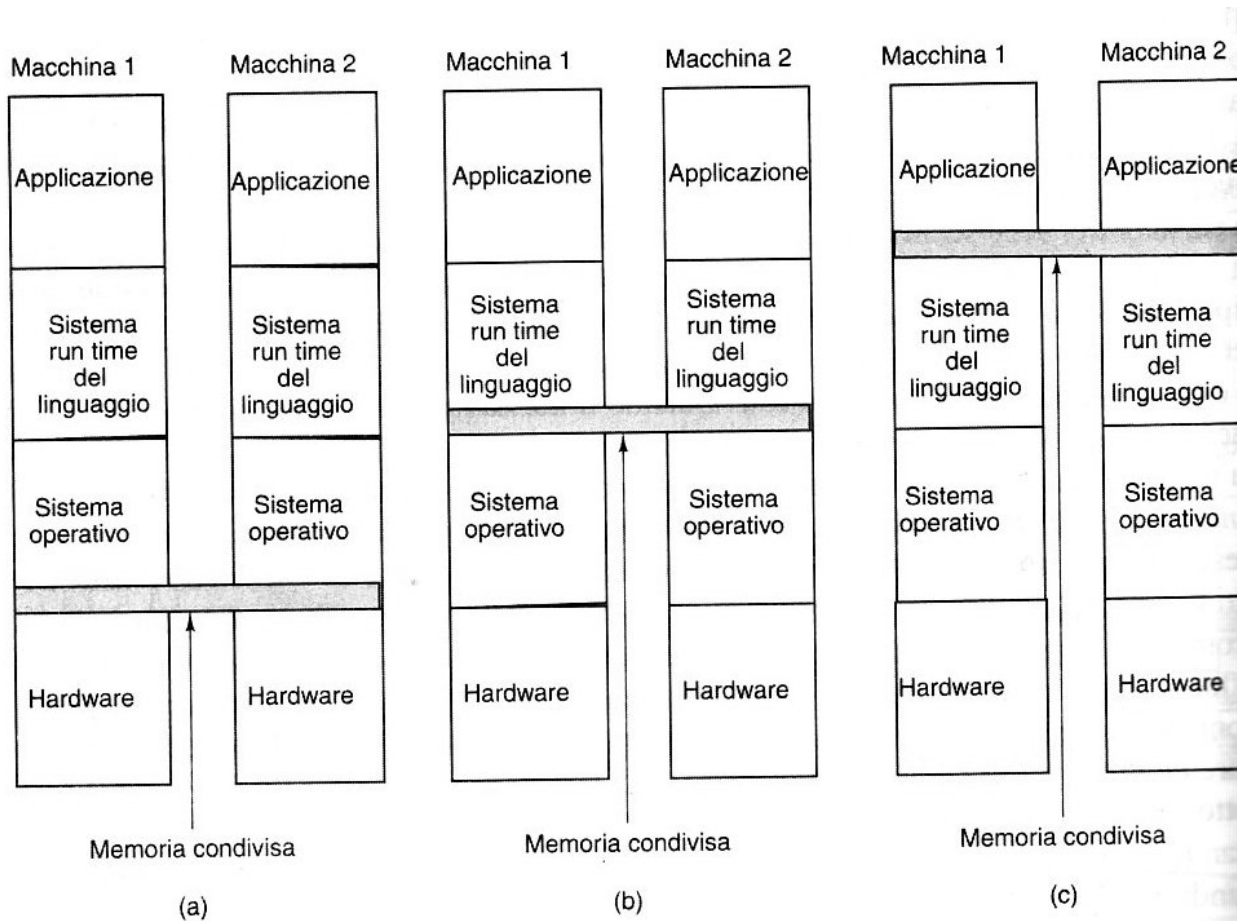 Macchina 1
Macchina 2
Applicazione
Applicazione
Sistema
run time
del
linguaggio
Sistema
run time
del
linguaggio
Sistema
operativo
Sistema
operativo
Hardware
Hardware
Memoria condivisa
(a)
Macchina 1
Macchina 2
Applicazione
Applicazione
Sistema
run time
del
linguaggio
Sistema
run time
del
linguaggio
Sistema
operativo
Sistema
operativo
Hardware
Hardware
Memoria condivisa
(b)
Macchina 1
Macchina 2
Applicazione
Applicazione
Sistema
run time
del
linguaggio
Sistema
run time
del
linguaggio
Sistema
operativo
Sistema
operativo
Hardware
Hardware
Memoria condivisa
(c)